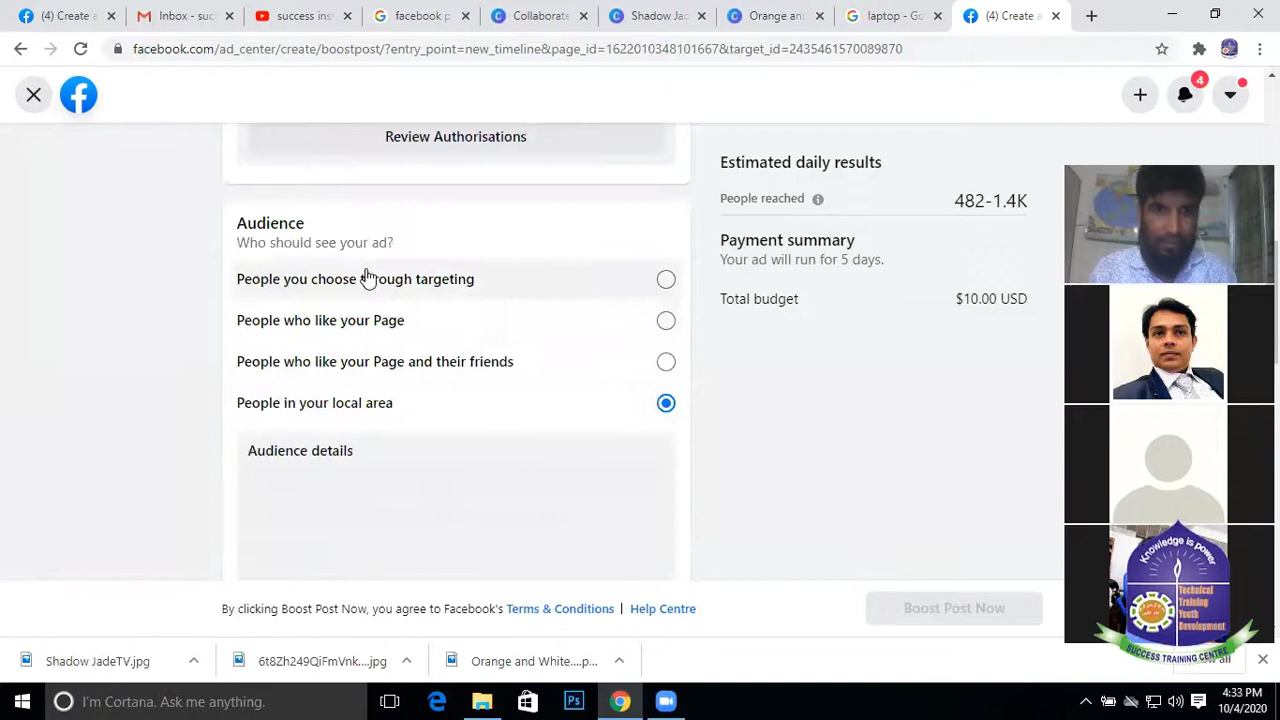 (4) Create a
Inbox - suc
success ins
facebook p
Collaborate
Shadow Jad
Orange and
laptop - Go
(4) Create a
facebook.com/ad_center/create/boostpost/?entry_point=new_timeline&page_id=1622010348101667&target_id=2435461570089870
4
Review Authorisations
Audience
Who should see your ad?
People you choose through targeting
People who like your Page
People who like your Page and their friends
People in your local area
Audience details
Estimated daily results
People reached
482-1.4K
Payment summary
Your ad will run for 5 days.
Total budget
$10.00 USD
By clicking Boost Post Now, you agree to Facebook's Terms & Conditions | Help Centre
Boost Post Now
Knowledge is power
Technical
Training
Youth
Development
SUCCESS TRAINING CENTRE
Shadow JadeTV.jpg
6t8Zh249QiFmVnk....jpg
Orange and White....p...
all
I'm Cortana. Ask me anything.
4:33 PM
10/4/2020